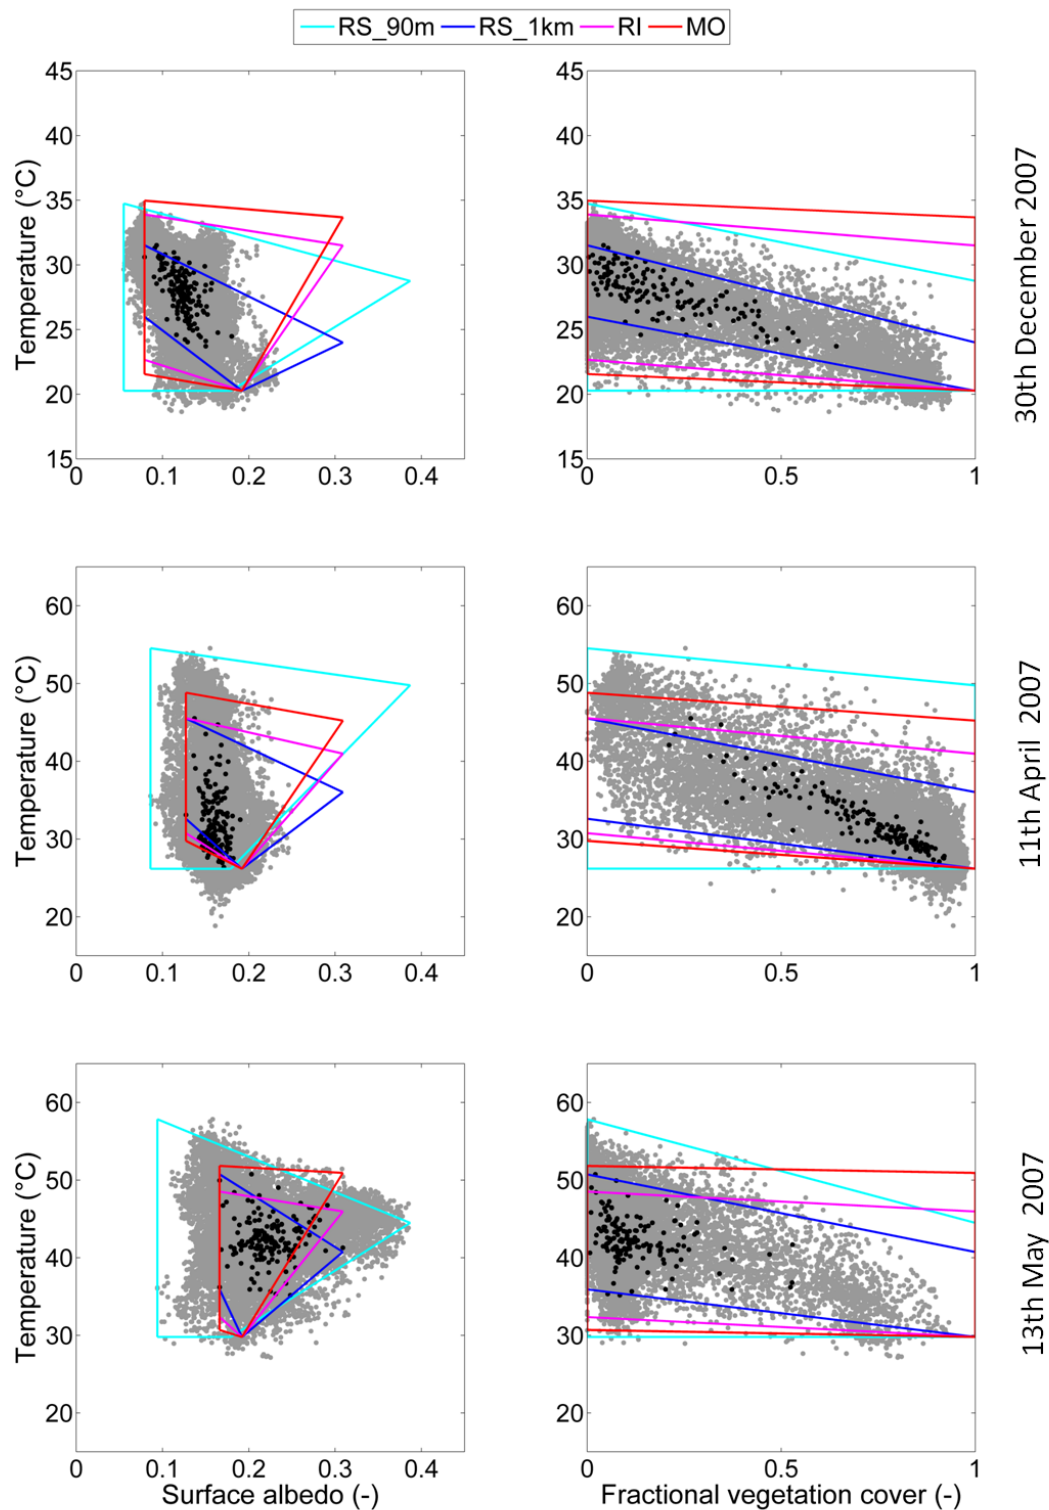 RS_90m RS_1km RI MO
45
40
35
30
25
20
15
0 0.1 0.2 0.3 0.4
Temperature (°C)
45
40
35
30
25
20
15
0 0.5 1
30th December 2007
60
50
40
30
20
0 0.1 0.2 0.3 0.4
Temperature (°C)
60
50
40
30
20
0 0.5 1
11th April 2007
60
50
40
30
20
0 0.1 0.2 0.3 0.4
Temperature (°C)
Surface albedo (-)
60
50
40
30
20
0 0.5 1
Fractional vegetation cover (-)
13th May 2007